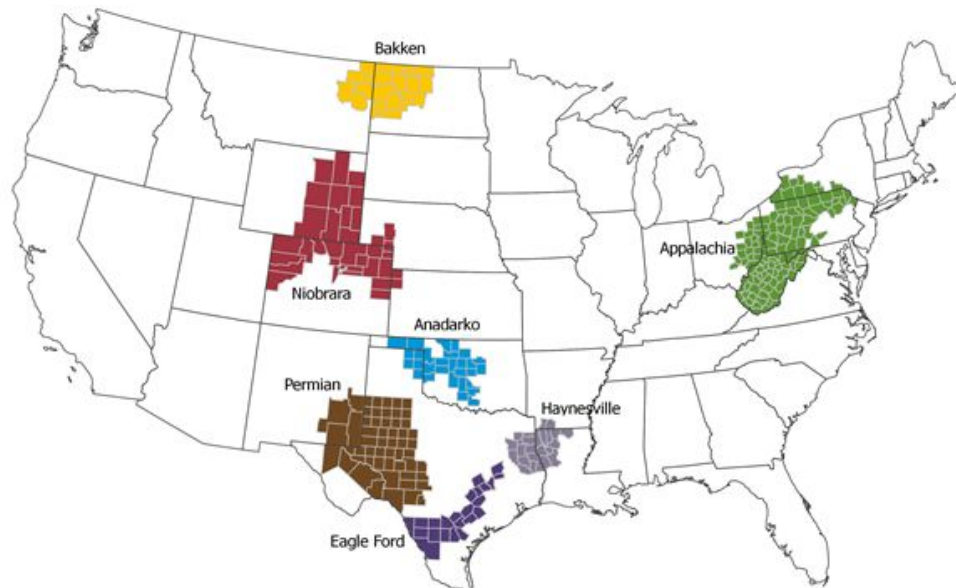 Bakken
Appalachia
Niobrara
Anadarko
Permian
Haynesville
Eagle Ford